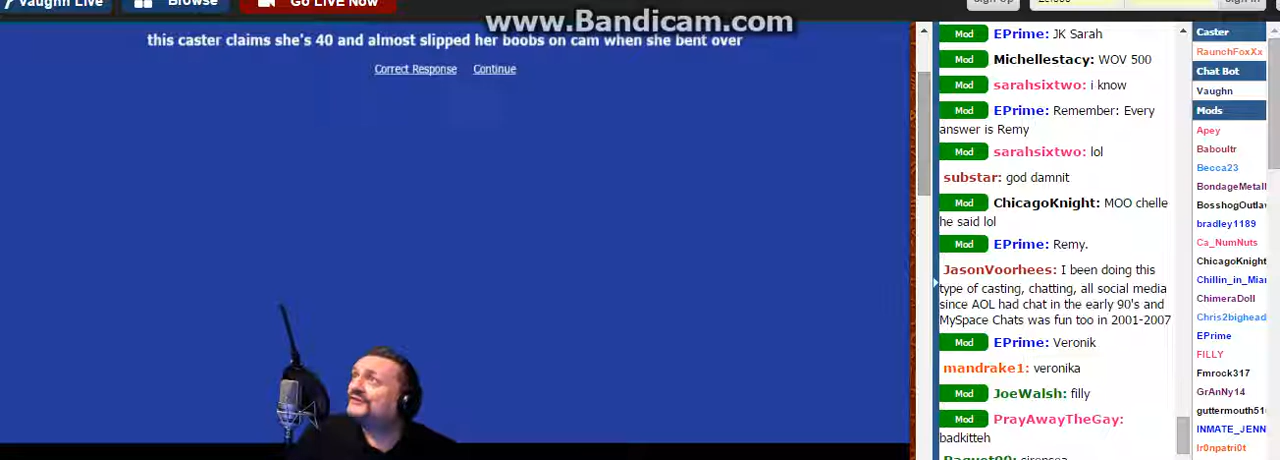 Vaughn Live
Browse
Go LIVE Now
Sign Up
Sign In
www.Bandicam.com
this caster claims she's 40 and almost slipped her boobs on cam when she bent over
Correct Response Continue
Mod EPrime: JK Sarah
Mod Michellestacy: WOV 500
Mod sarahsixtwo: i know
Mod EPrime: Remember: Every
answer is Remy
Mod sarahsixtwo: lol
substar: god damnit
Mod ChicagoKnight: MOO chelle
he said lol
Mod EPrime: Remy.
JasonVoorhees: I been doing this
type of casting, chatting, all social media
since AOL had chat in the early 90's and
MySpace Chats was fun too in 2001-2007
Mod EPrime: Veronik
mandrake1: veronika
Mod JoeWalsh: filly
Mod PrayAwayTheGay:
badkitteh
Caster
RaunchFoxXx
Chat Bot
Vaughn
Mods
Apey
Baboultr
Becca23
BondageMetall
BosshogOutlaw
bradley1189
Ca_NumNuts
ChicagoKnight
Chillin_in_Miam
ChimeraDoll
Chris2bighead
EPrime
FILLY
Fmrock317
GrAnNy14
guttermouth510
INMATE_JENN
Ir0npatri0t